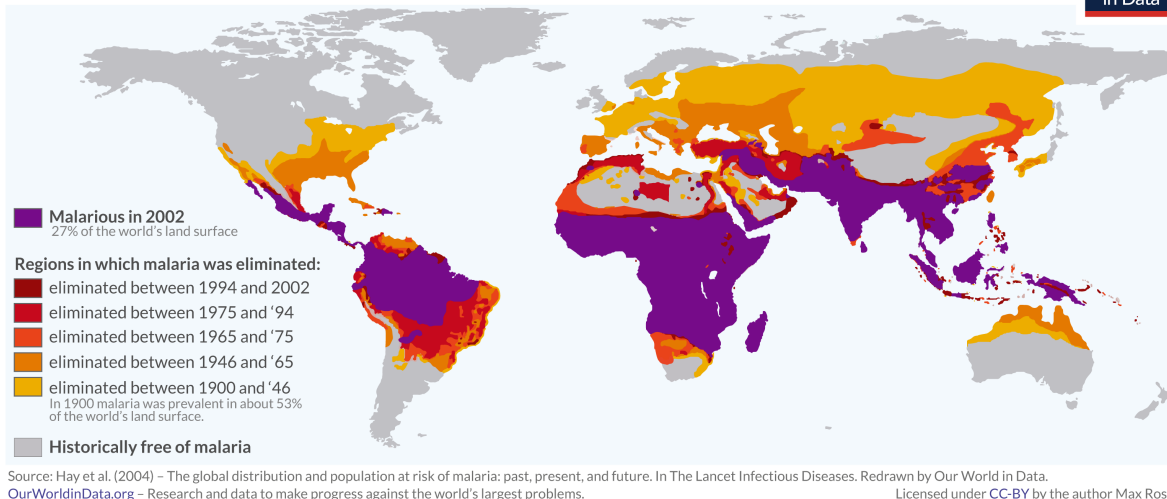 in Data
Malarious in 2002
27% of the world's land surface
Regions in which malaria was eliminated:
eliminated between 1994 and 2002
eliminated between 1975 and '94
eliminated between 1965 and '75
eliminated between 1946 and '65
eliminated between 1900 and ‘46
In 1900 malaria was prevalent in about 53%
of the world's land surface.
Historically free of malaria
Source: Hay et al. (2004) – The global distribution and population at risk of malaria: past, present, and future. In The Lancet Infectious Diseases. Redrawn by Our World in Data.
OurWorldinData.org – Research and data to make progress against the world's largest problems.
Licensed under CC-BY by the author Max Ros